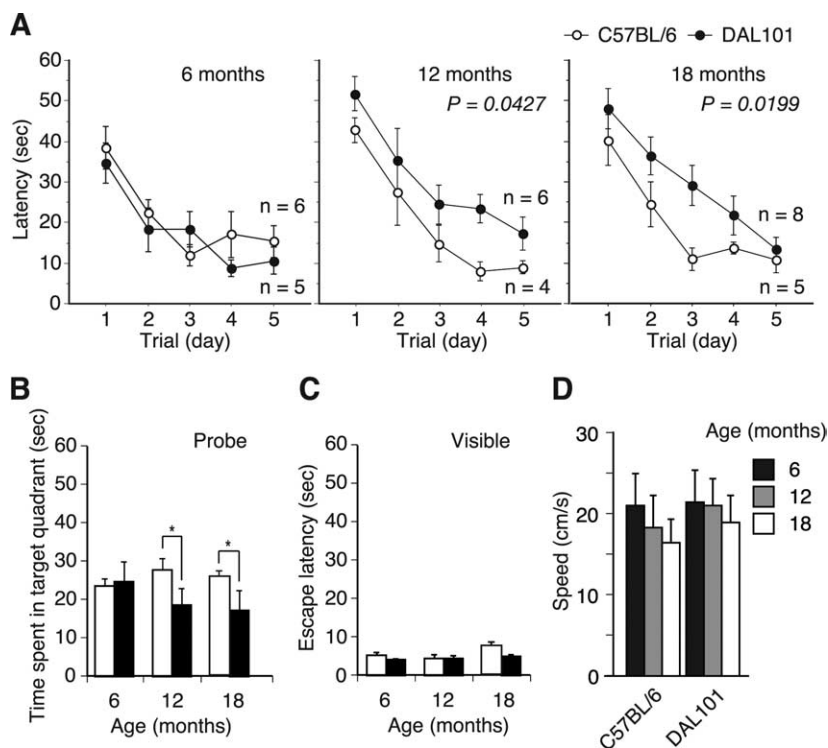 A
C57BL/6 DAL101
Latency (sec)
60
50
40
30
20
10
0
6 months
n = 6
n = 5
1 2 3 4 5
Trial (day)
12 months
P = 0.0427
n = 6
n = 4
1 2 3 4 5
Trial (day)
18 months
P = 0.0199
n = 8
n = 5
1 2 3 4 5
Trial (day)
B
Time spent in target quadrant (sec)
60
50
40
30
20
10
0
Probe
*
*
6 12 18
Age (months)
C
Escape latency (sec)
60
50
40
30
20
10
0
Visible
6 12 18
Age (months)
D
Speed (cm/s)
30
20
10
0
Age (months)
6
12
18
C57BL/6
DAL101